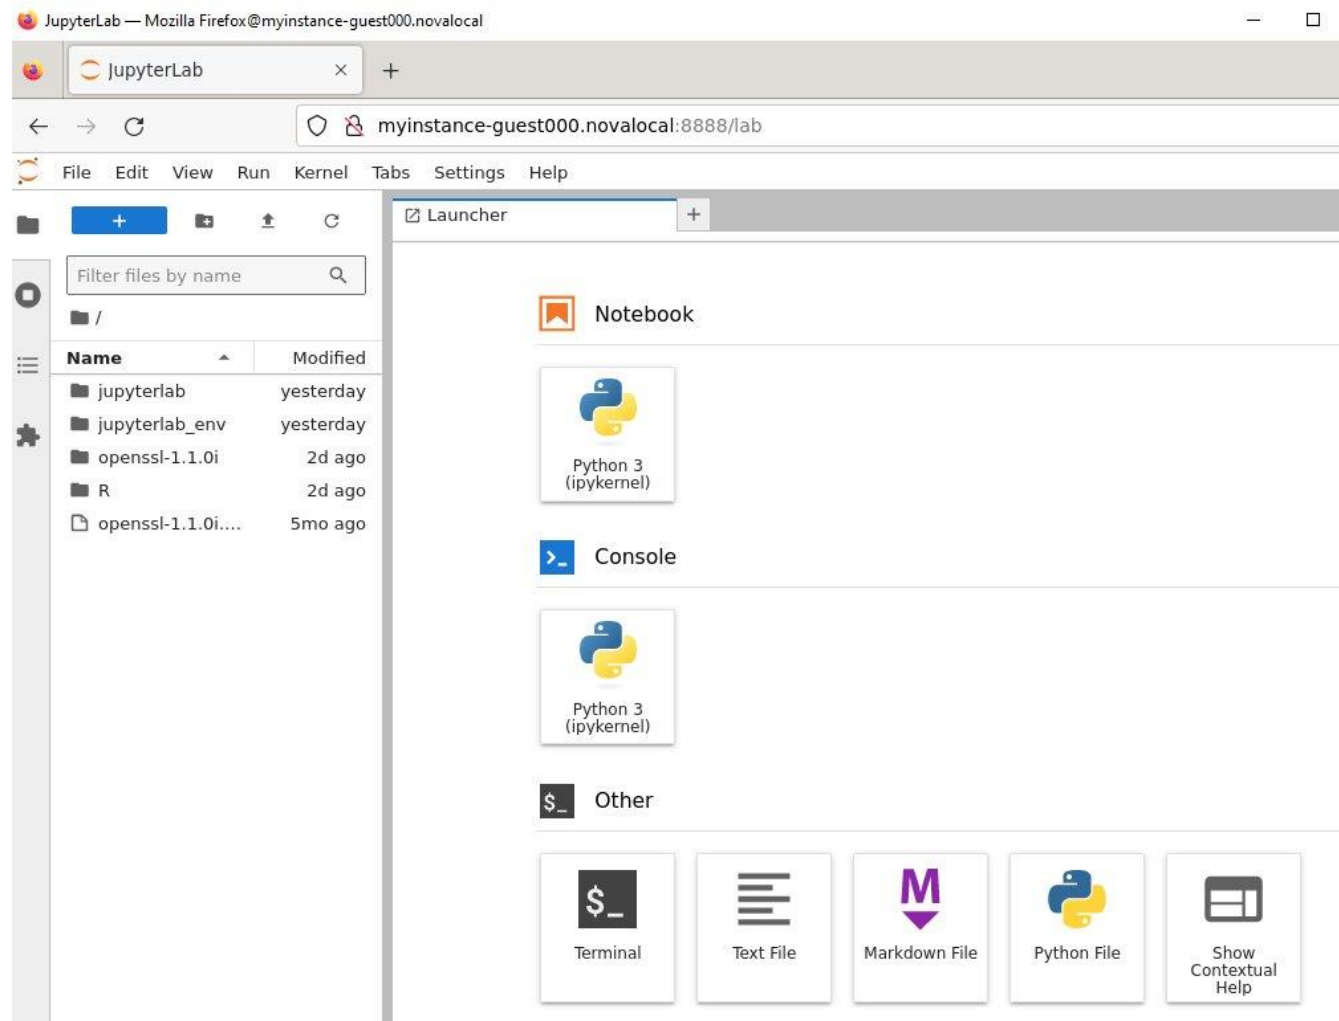 JupyterLab — Mozilla Firefox@myinstance-guest000.novalocal
JupyterLab
myinstance-guest000.novalocal:8888/lab
File Edit View Run Kernel Tabs Settings Help
Launcher
Filter files by name
/
Name Modified
jupyterlab yesterday
jupyterlab_env yesterday
openssl-1.1.0i 2d ago
R 2d ago
openssl-1.1.0i.... 5mo ago
Notebook
Python 3
(ipykernel)
Console
Python 3
(ipykernel)
$_ Other
$_
M
Terminal
Text File
Markdown File
Python File
Show
Contextual
Help